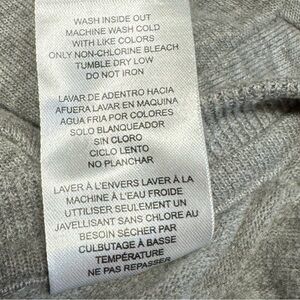 WASH INSIDE OUT
MACHINE WASH COLD
WITH LIKE COLORS
ONLY NON-CHLORINE BLEACH
TUMBLE DRY LOW
DO NOT IRON
LAVAR DE ADENTRO HACIA
AFUERA LAVAR EN MAQUINA
AGUA FRIA POR COLORES
SOLO BLANQUEADOR
SIN CLORO
CICLO LENTO
NO PLANCHAR
LAVER À L'ENVERS LAVER À LA
MACHINE À L'EAU FROIDE
UTTILISER SEULEMENT UN
JAVELLISANT SANS CHLORE AU
BESOIN SÉCHER PAR
CULBUTAGE À BASSE
TEMPÉRATURE
NE PAS REPASSER